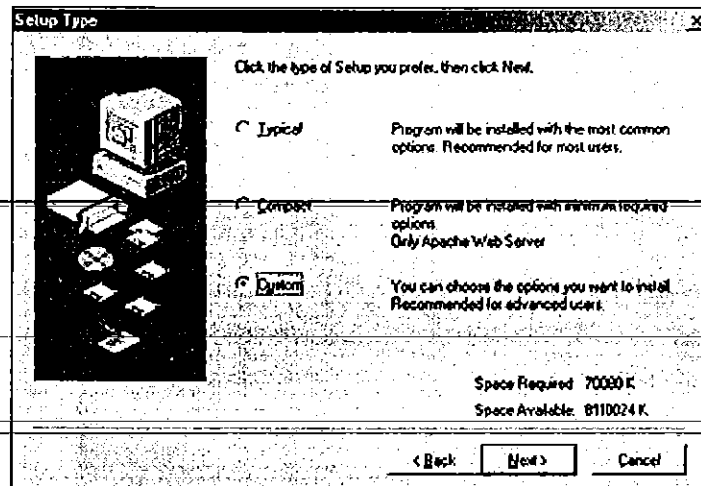 Setup Type
Click the type of Setup you prefer, then click Next.
Typical Program will be installed with the most common
options. Recommended for most users.
Compact Program will be installed with minimum required
options.
Only Apache Web Server
Custom You can choose the options you want to install.
Recommended for advanced users.
Space Required: 70080 K
Space Available: 8110024 K
< Back Next > Cancel